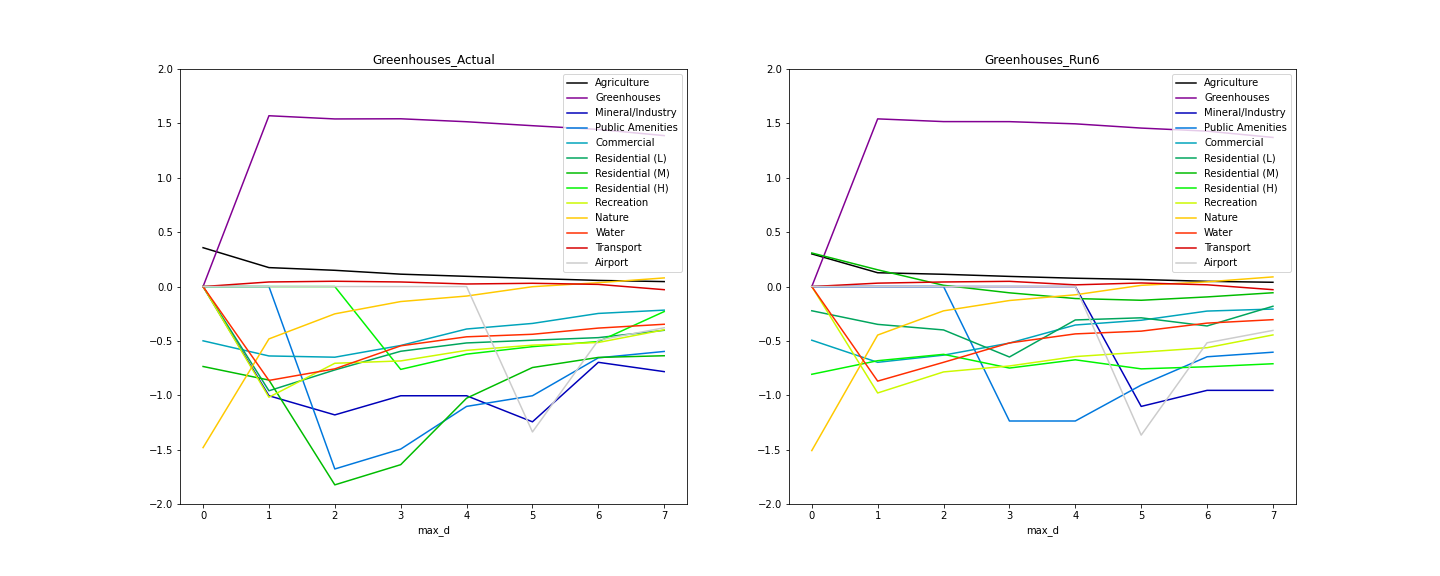 Greenhouses_Actual
2.0
1.5
1.0
0.5
0.0
−0.5
−1.0
−1.5
−2.0
0 1 2 3 4 5 6 7
max_d
Agriculture
Greenhouses
Mineral/Industry
Public Amenities
Commercial
Residential (L)
Residential (M)
Residential (H)
Recreation
Nature
Water
Transport
Airport
Greenhouses_Run6
2.0
1.5
1.0
0.5
0.0
−0.5
−1.0
−1.5
−2.0
0 1 2 3 4 5 6 7
max_d
Agriculture
Greenhouses
Mineral/Industry
Public Amenities
Commercial
Residential (L)
Residential (M)
Residential (H)
Recreation
Nature
Water
Transport
Airport